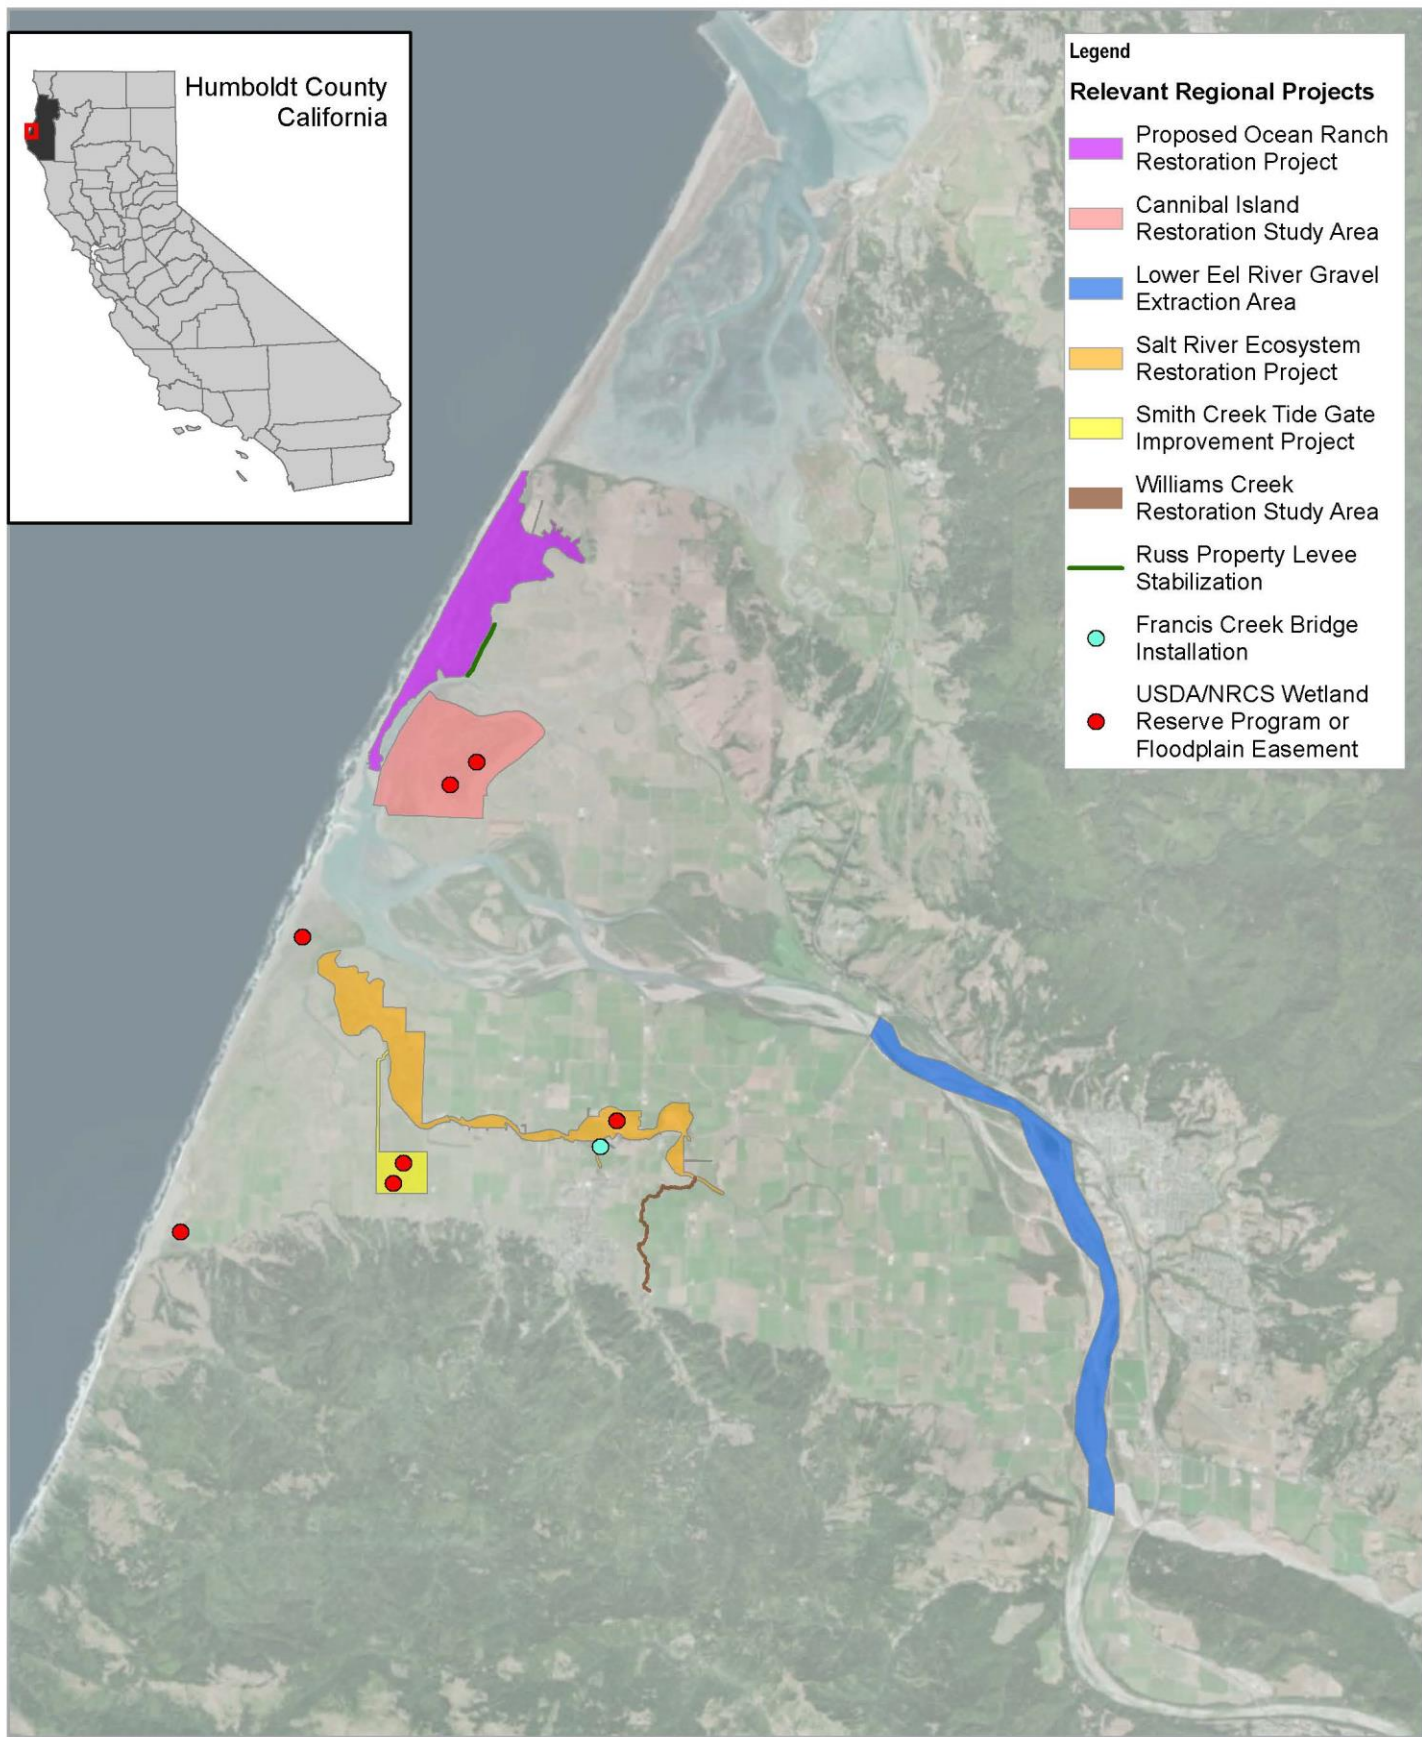 Humboldt County
California
Legend
Relevant Regional Projects
Proposed Ocean Ranch
Restoration Project
Cannibal Island
Restoration Study Area
Lower Eel River Gravel
Extraction Area
Salt River Ecosystem
Restoration Project
Smith Creek Tide Gate
Improvement Project
Williams Creek
Restoration Study Area
Russ Property Levee
Stabilization
Francis Creek Bridge
Installation
USDA/NRCS Wetland
Reserve Program or
Floodplain Easement